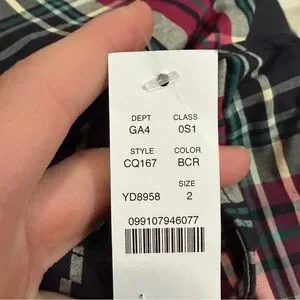 DEPT CLASS
GA4 0S1
STYLE COLOR
CQ167 BCR
SIZE
YD8958 2
099107946077